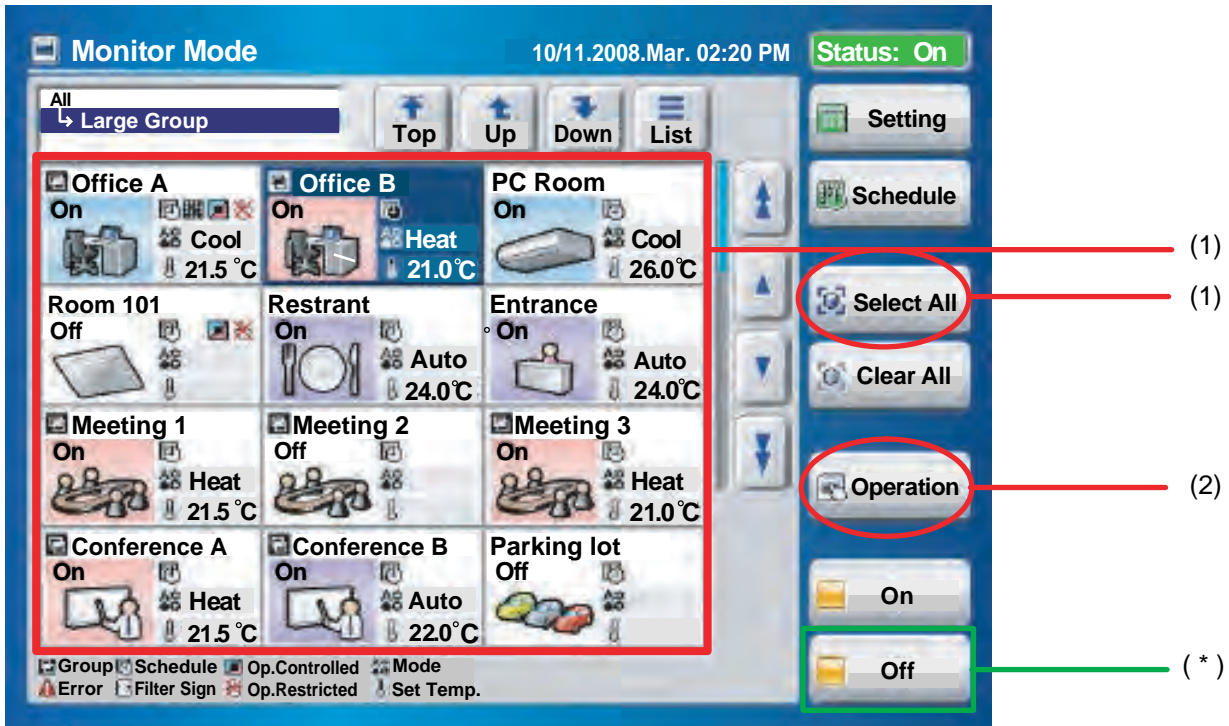 Monitor Mode 10/11.2008.Mar. 02:20 PM Status: On
All
Large Group
Top Up Down List
Setting
Schedule
Office A
On
Cool
21.5 °C
Office B
On
Heat
21.0°C
PC Room
On
Cool
26.0°C
(1)
Room 101
Off
Restrant
On
Auto
24.0°C
Entrance
On
Auto
24.0°C
Select All
(1)
Clear All
Meeting 1
On
Heat
21.5 °C
Meeting 2
Off
Meeting 3
On
Heat
21.0°C
Operation
(2)
Conference A
On
Heat
21.5 °C
Conference B
On
Auto
22.0°C
Parking lot
Off
On
Off
(*)
Group Schedule Op.Controlled Mode
Error Filter Sign Op.Restricted Set Temp.